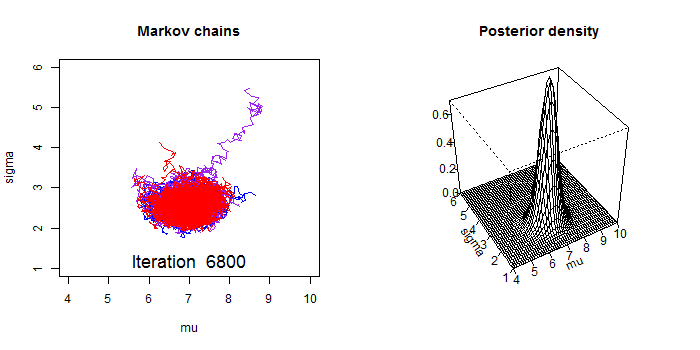 Markov chains
6
5
4
3
2
1
sigma
Iteration 6800
4 5 6 7 8 9 10
mu
Posterior density
0.6
0.4
0.2
0.0
6
5
4
3
2
1
sigma
4 5 6 7 8 9 10
mu